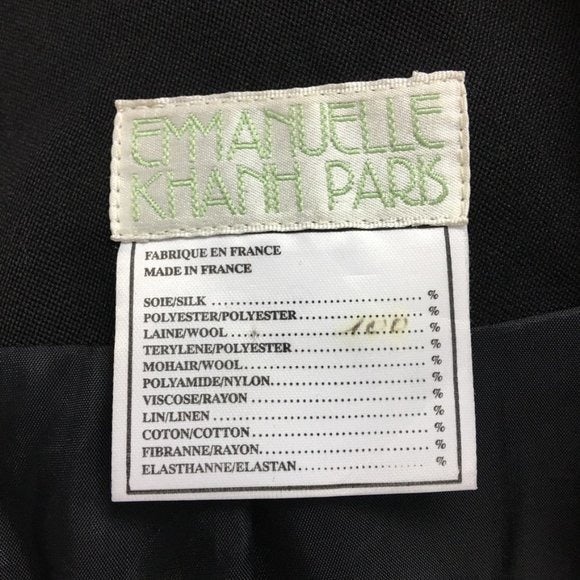 EMMANUELLE
KHANH PARIS
FABRIQUE EN FRANCE
MADE IN FRANCE
SOIE/SILK ........................................ %
POLYESTER/POLYESTER ........................ %
LAINE/WOOL ........ 100 ........ %
TERYLENE/POLYESTER ........................ %
MOHAIR/WOOL ................................ %
POLYAMIDE/NYLON ............................ %
VISCOSE/RAYON .............................. %
LIN/LINEN .................................... %
COTON/COTTON .............................. %
FIBRANNE/RAYON ............................ %
ELASTHANNE/ELASTAN ........................ %